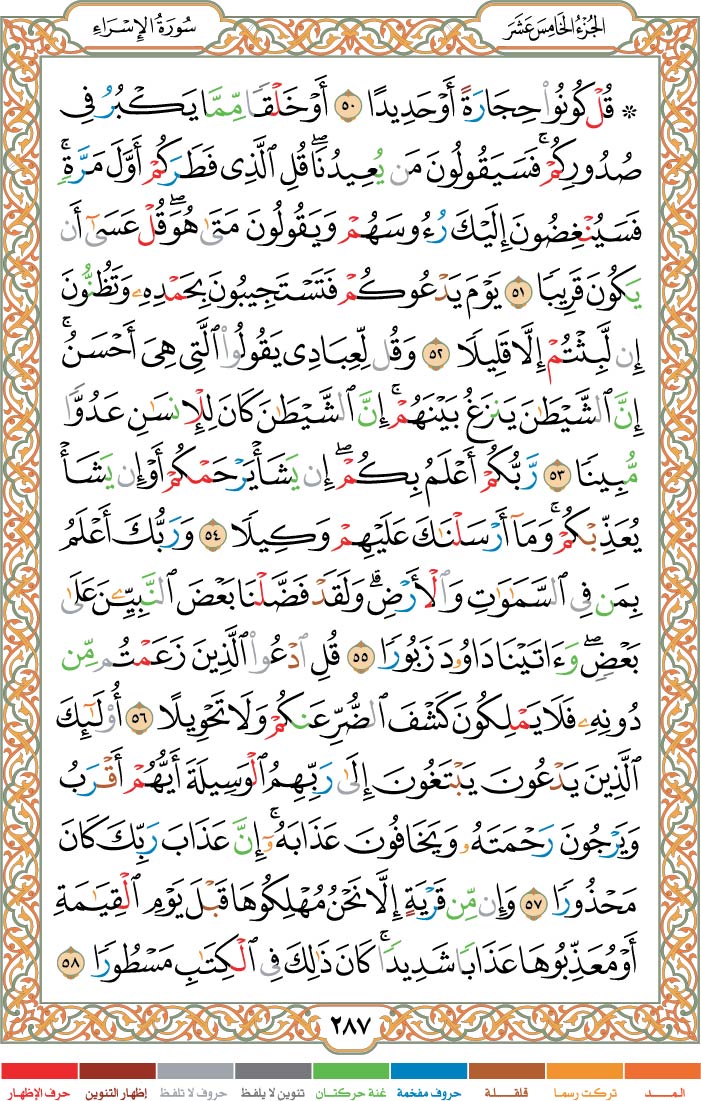 الجُزْءُ الخَامِسَ عَشَرَ
سُورَةُ الإِسْرَاءِ
۞ قُلْ كُونُوا۟ حِجَارَةً أَوْ حَدِيدًا ٥٠ أَوْ خَلْقًا مِّمَّا يَكْبُرُ فِى
صُدُورِكُمْ ۚ فَسَيَقُولُونَ مَن يُعِيدُنَا ۖ قُلِ ٱلَّذِى فَطَرَكُمْ أَوَّلَ مَرَّةٍ ۚ
فَسَيُنْغِضُونَ إِلَيْكَ رُءُوسَهُمْ وَيَقُولُونَ مَتَىٰ هُوَ ۖ قُلْ عَسَىٰٓ أَن
يَكُونَ قَرِيبًا ٥١ يَوْمَ يَدْعُوكُمْ فَتَسْتَجِيبُونَ بِحَمْدِهِۦ وَتَظُنُّونَ
إِن لَّبِثْتُمْ إِلَّا قَلِيلًا ٥٢ وَقُل لِّعِبَادِى يَقُولُوا۟ ٱلَّتِى هِىَ أَحْسَنُ ۚ
إِنَّ ٱلشَّيْطَٰنَ يَنزَغُ بَيْنَهُمْ ۚ إِنَّ ٱلشَّيْطَٰنَ كَانَ لِلْإِنسَٰنِ عَدُوًّا
مُّبِينًا ٥٣ رَّبُّكُمْ أَعْلَمُ بِكُمْ ۖ إِن يَشَأْ يَرْحَمْكُمْ أَوْ إِن يَشَأْ
يُعَذِّبْكُمْ ۚ وَمَآ أَرْسَلْنَٰكَ عَلَيْهِمْ وَكِيلًا ٥٤ وَرَبُّكَ أَعْلَمُ
بِمَن فِى ٱلسَّمَٰوَٰتِ وَٱلْأَرْضِ ۗ وَلَقَدْ فَضَّلْنَا بَعْضَ ٱلنَّبِيِّۦنَ عَلَىٰ
بَعْضٍ ۖ وَءَاتَيْنَا دَاوُۥدَ زَبُورًا ٥٥ قُلِ ٱدْعُوا۟ ٱلَّذِينَ زَعَمْتُم مِّن
دُونِهِۦ فَلَا يَمْلِكُونَ كَشْفَ ٱلضُّرِّ عَنكُمْ وَلَا تَحْوِيلًا ٥٦ أُو۟لَٰٓئِكَ
ٱلَّذِينَ يَدْعُونَ يَبْتَغُونَ إِلَىٰ رَبِّهِمُ ٱلْوَسِيلَةَ أَيُّهُمْ أَقْرَبُ
وَيَرْجُونَ رَحْمَتَهُۥ وَيَخَافُونَ عَذَابَهُۥٓ ۚ إِنَّ عَذَابَ رَبِّكَ كَانَ
مَحْذُورًا ٥٧ وَإِن مِّن قَرْيَةٍ إِلَّا نَحْنُ مُهْلِكُوهَا قَبْلَ يَوْمِ ٱلْقِيَٰمَةِ
أَوْ مُعَذِّبُوهَا عَذَابًا شَدِيدًا ۚ كَانَ ذَٰلِكَ فِى ٱلْكِتَٰبِ مَسْطُورًا ٥٨
٢٨٧
المـــد
تركت رسما
قلقـلة
حروف مفخمة
غنة حركتـان
تنوين لا يلفظ
حروف لا تلفظ
إظهار التنوين
حرف الإظهار